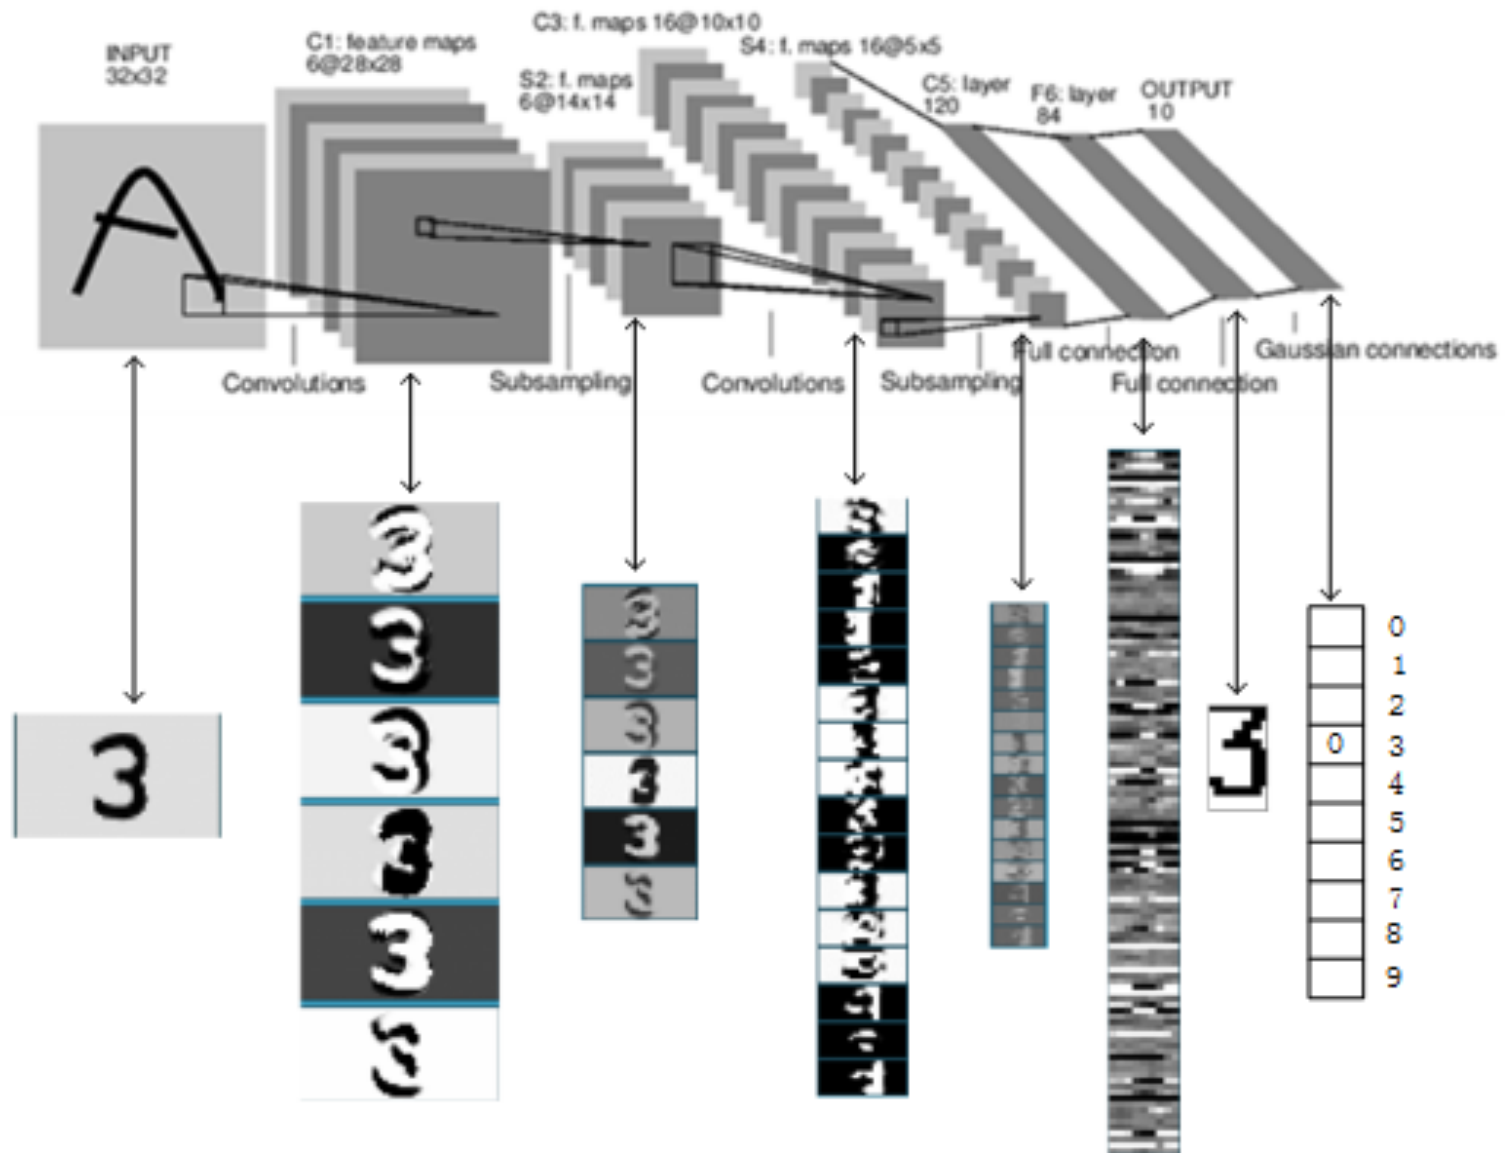 INPUT
32x32
C1: feature maps
6@28x28
S2: f. maps
6@14x14
C3: f. maps 16@10x10
S4: f. maps 16@5x5
C5: layer
120
F6: layer
84
OUTPUT
10
Convolutions
Subsampling
Convolutions
Subsampling
Full connection
Full connection
Gaussian connections
A
3
0
0
1
2
3
4
5
6
7
8
9
3